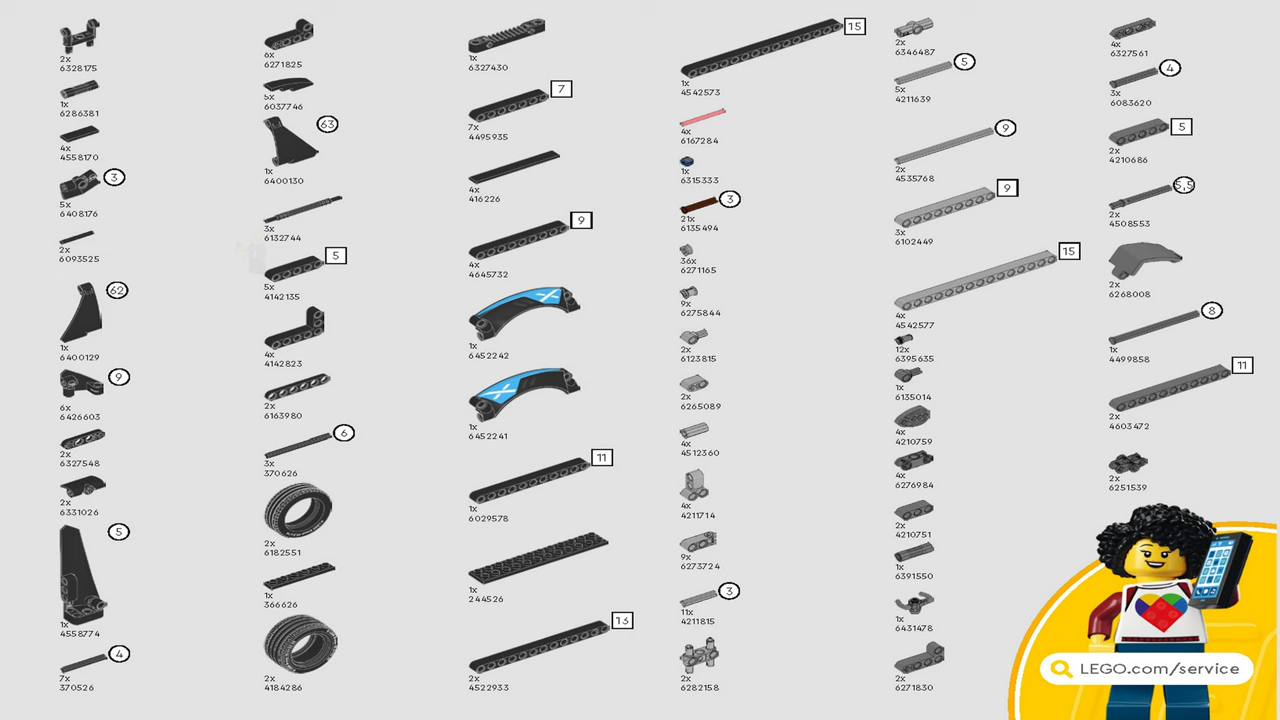 2x
6328175
1x
6286381
4x
4558170
3
5x
6408176
2x
6093525
62
1x
6400129
9
6x
6426603
2x
6327548
2x
6331026
5
1x
4558774
4
7x
370526
6x
6271825
5x
6037746
63
1x
6400130
3x
6132744
5
5x
4142135
4x
4142823
2x
6163980
6
3x
370626
2x
6182551
1x
366626
2x
4184286
1x
6327430
7
7x
4495935
4x
416226
9
4x
4645732
1x
6452242
1x
6452241
11
1x
6029578
1x
244526
13
2x
4522933
15
1x
4542573
4x
6167284
1x
6315333
3
21x
6135494
36x
6271165
9x
6275844
2x
6123815
2x
6265089
4x
4512360
4x
4211714
9x
6273724
3
11x
4211815
2x
6282158
2x
6346487
5
5x
4211639
9
2x
4535768
9
3x
6102449
15
4x
4542577
12x
6395635
1x
6135014
4x
4210759
4x
6276984
2x
4210751
1x
6391550
1x
6431478
2x
6271830
4x
6327561
4
3x
6083620
5
2x
4210686
5,5
2x
4508553
2x
6268008
8
1x
4499858
11
2x
4603472
2x
6251539
LEGO.com/service